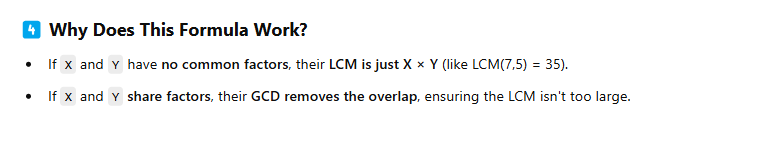 4 Why Does This Formula Work?
• If X and Y have no common factors, their LCM is just X × Y (like LCM(7,5) = 35).
• If X and Y share factors, their GCD removes the overlap, ensuring the LCM isn't too large.